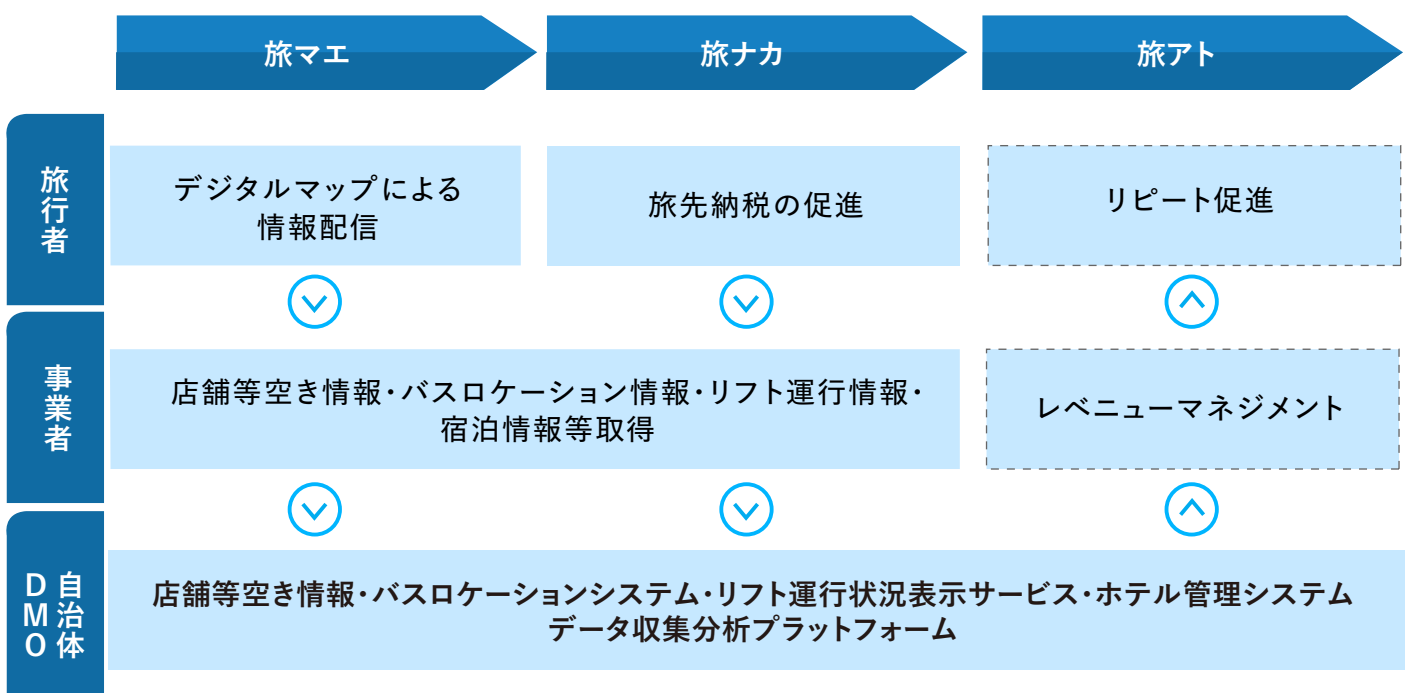 旅マエ
旅ナカ
旅アト
旅行者
デジタルマップによる
情報配信
旅先納税の促進
リピート促進
事業者
店舗等空き情報・バスロケーション情報・リフト運行情報・
宿泊情報等取得
レベニューマネジメント
自治体
DMO
店舗等空き情報・バスロケーションシステム・リフト運行状況表示サービス・ホテル管理システム
データ収集分析プラットフォーム